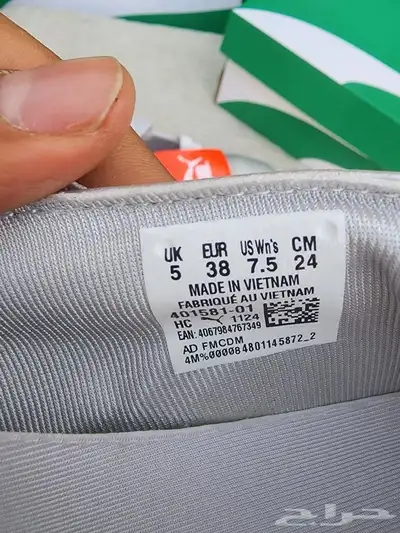 UK EUR US Wn's CM
5 38 7.5 24
MADE IN VIETNAM
FABRIQUÉ AU VIETNAM
401581-01
HC 1124
EAN: 4067984767349
AD FMCDM
4M%000084801145872_2
حراج